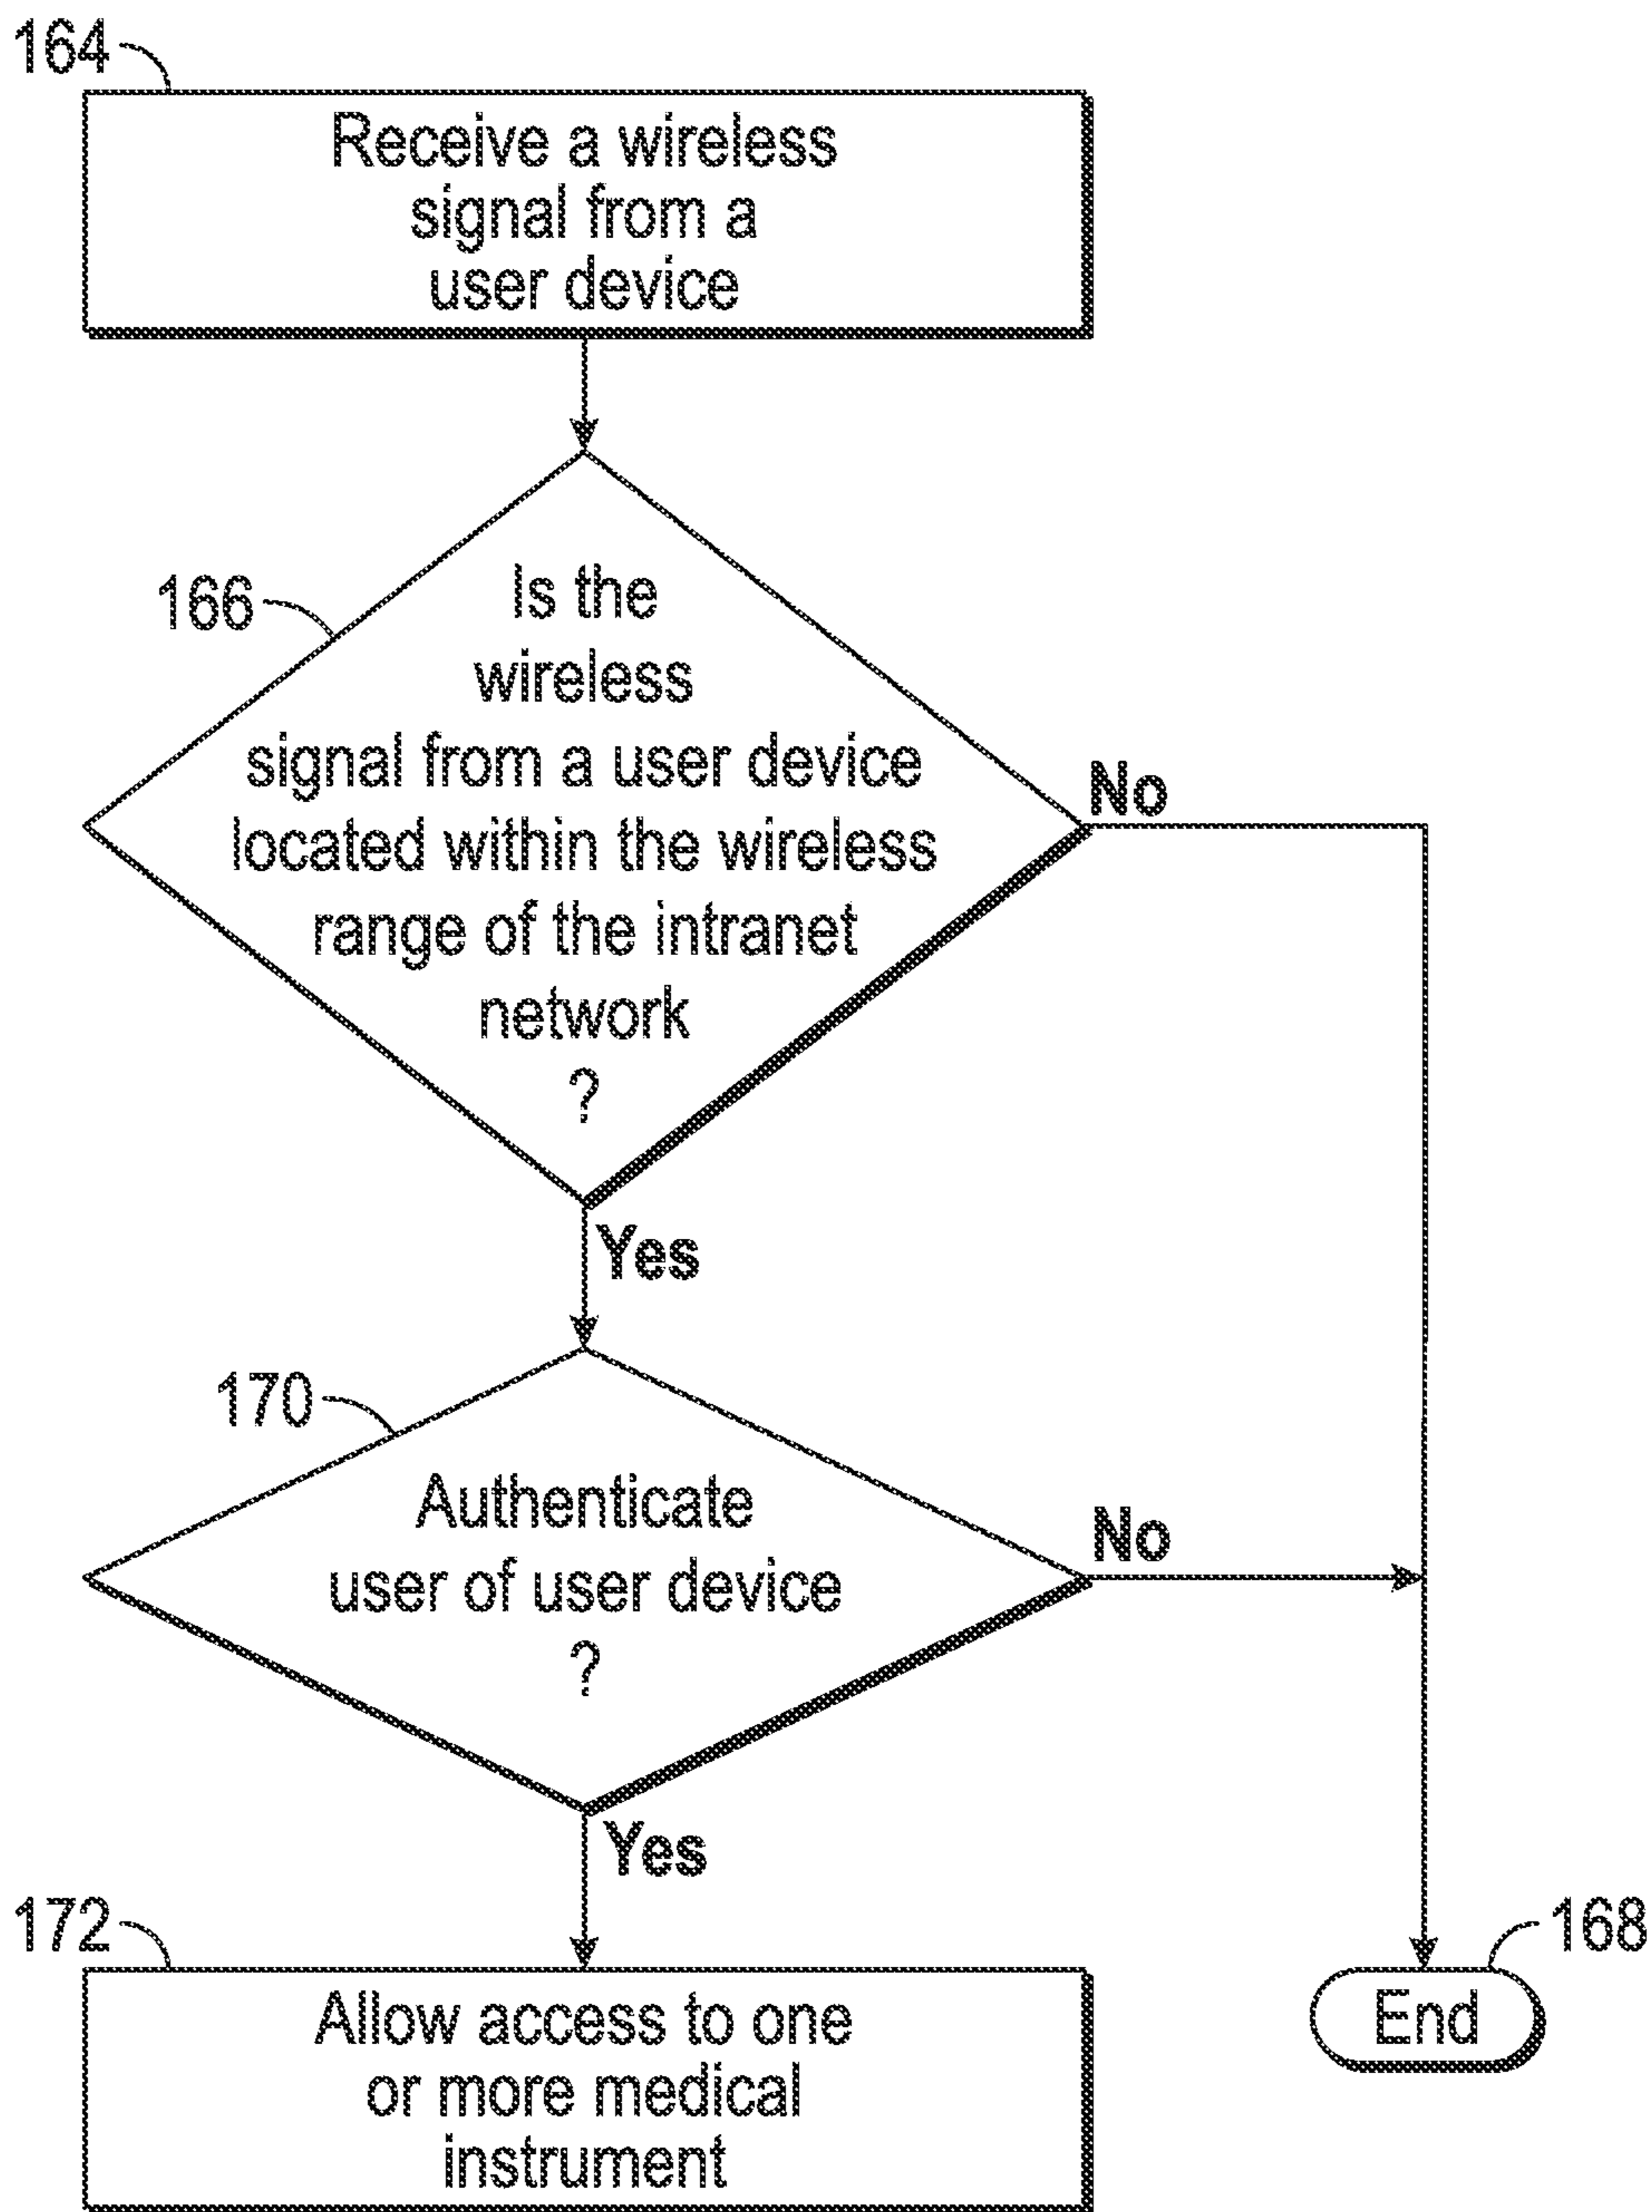 164
Receive a wireless
signal from a
user device
166
Is the
wireless
signal from a user device
located within the wireless
range of the intranet
network
?
No
Yes
170
Authenticate
user of user device
?
No
Yes
172
Allow access to one
or more medical
instrument
168
End